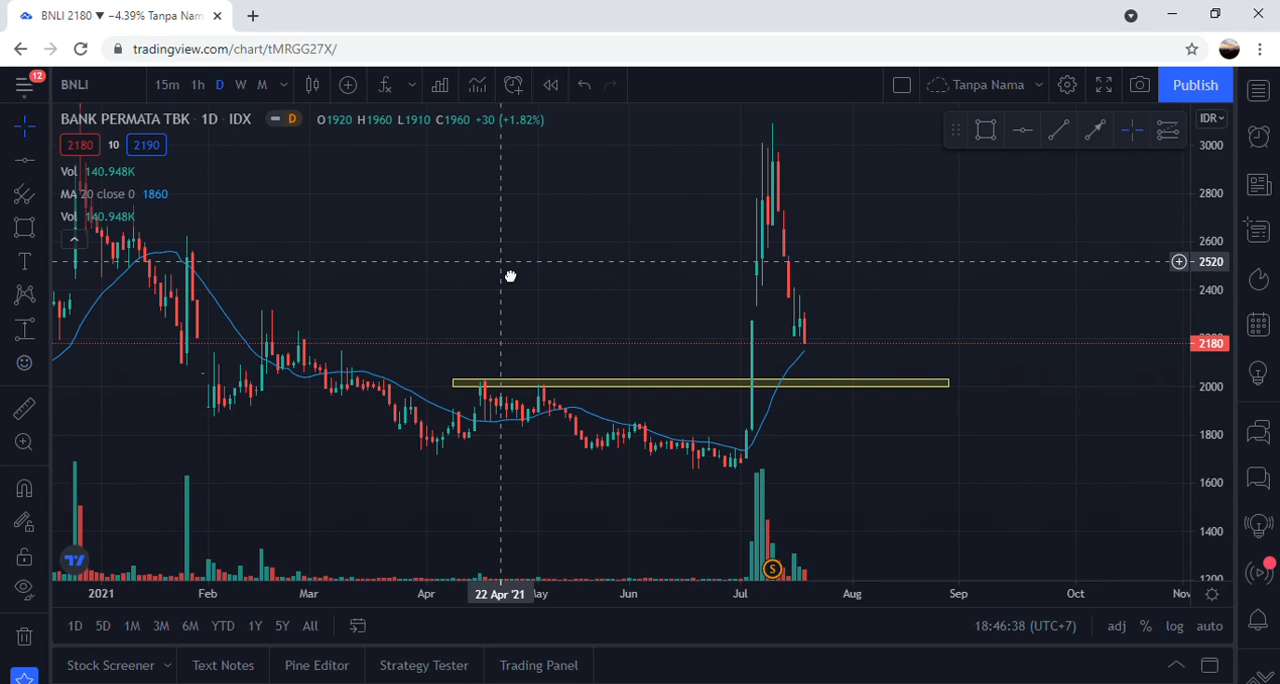 BNLI 2180 ▼ −4.39% Tanpa Nam
tradingview.com/chart/tMRGG27X/
12
BNLI 15m 1h D W M Tanpa Nama Publish
BANK PERMATA TBK · 1D · IDX D O1920 H1960 L1910 C1960 +30 (+1.82%) IDR
2180 10 2190
3000
Vol 140.948K
MA 20 close 0 1860
2800
Vol 140.948K
2600
2520
2400
2180
2000
1800
1600
1400
1200
S
2021 Feb Mar Apr 22 Apr '21 Jun Jul Aug Sep Oct Nov
1D 5D 1M 3M 6M YTD 1Y 5Y All 18:46:38 (UTC+7) adj % log auto
Stock Screener Text Notes Pine Editor Strategy Tester Trading Panel